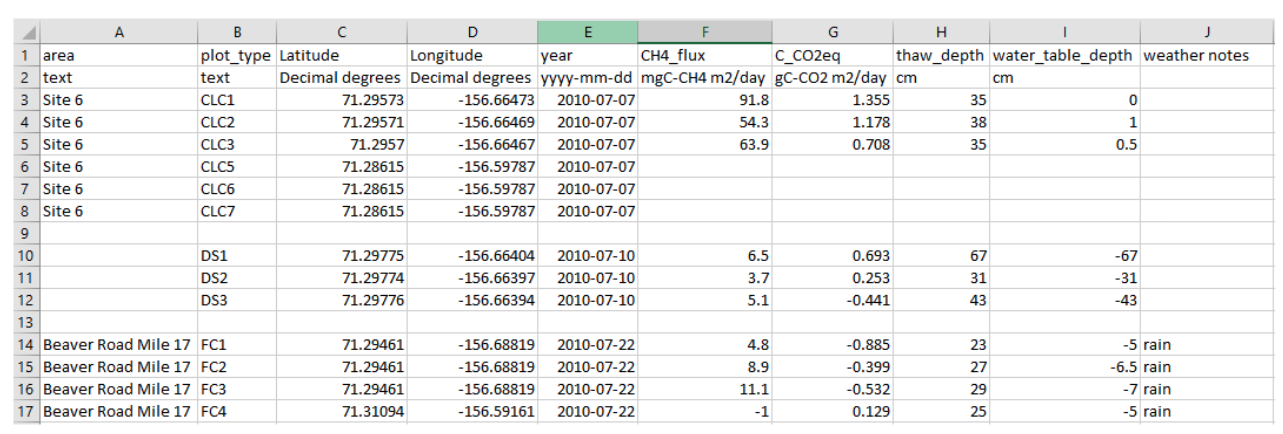 A B C D E F G H I J
1 area plot_type Latitude Longitude year CH4_flux C_CO2eq thaw_depth water_table_depth weather notes
2 text text Decimal degrees Decimal degrees yyyy-mm-dd mgC-CH4 m2/day gC-CO2 m2/day cm cm
3 Site 6 CLC1 71.29573 -156.66473 2010-07-07 91.8 1.355 35 0
4 Site 6 CLC2 71.29571 -156.66469 2010-07-07 54.3 1.178 38 1
5 Site 6 CLC3 71.2957 -156.66467 2010-07-07 63.9 0.708 35 0.5
6 Site 6 CLC5 71.28615 -156.59787 2010-07-07
7 Site 6 CLC6 71.28615 -156.59787 2010-07-07
8 Site 6 CLC7 71.28615 -156.59787 2010-07-07
9
10 DS1 71.29775 -156.66404 2010-07-10 6.5 0.693 67 -67
11 DS2 71.29774 -156.66397 2010-07-10 3.7 0.253 31 -31
12 DS3 71.29776 -156.66394 2010-07-10 5.1 -0.441 43 -43
13
14 Beaver Road Mile 17 FC1 71.29461 -156.68819 2010-07-22 4.8 -0.885 23 -5 rain
15 Beaver Road Mile 17 FC2 71.29461 -156.68819 2010-07-22 8.9 -0.399 27 -6.5 rain
16 Beaver Road Mile 17 FC3 71.29461 -156.68819 2010-07-22 11.1 -0.532 29 -7 rain
17 Beaver Road Mile 17 FC4 71.31094 -156.59161 2010-07-22 -1 0.129 25 -5 rain